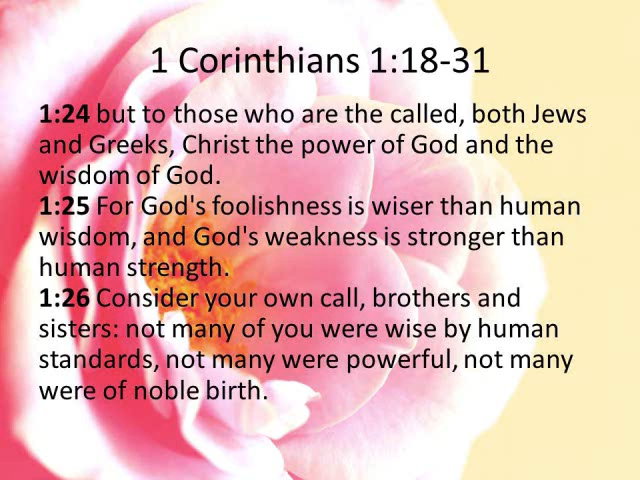 1 Corinthians 1:18-31
1:24 but to those who are the called, both Jews
and Greeks, Christ the power of God and the
wisdom of God.
1:25 For God's foolishness is wiser than human
wisdom, and God's weakness is stronger than
human strength.
1:26 Consider your own call, brothers and
sisters: not many of you were wise by human
standards, not many were powerful, not many
were of noble birth.